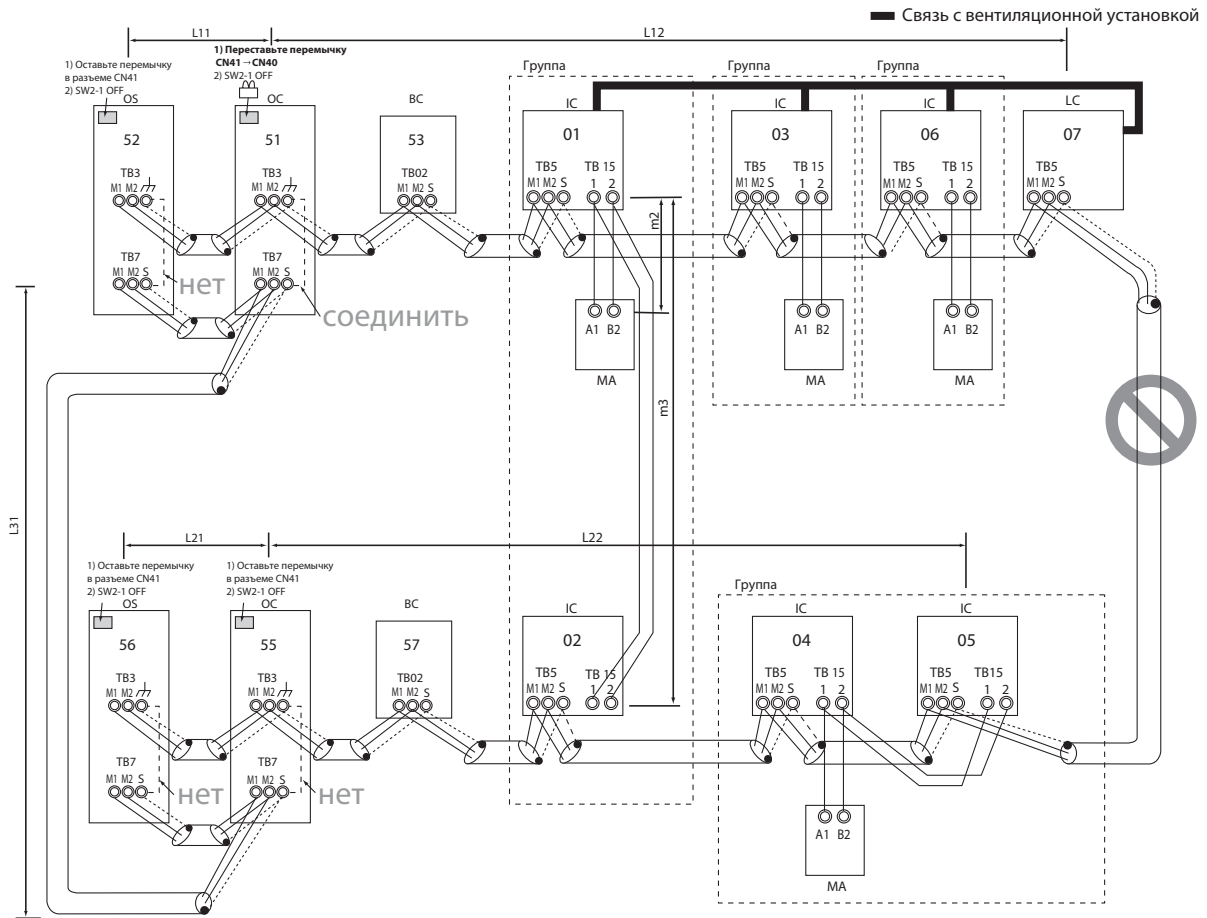 Связь с вентиляционной установкой
L11
L12
1) Оставьте перемычку
в разъеме CN41
2) SW2-1 OFF
1) Переставьте перемычку
CN41→CN40
2) SW2-1 OFF
Группа
Группа
Группа
OS
OC
BC
IC
IC
IC
LC
52
51
53
01
03
06
07
TB3
TB3
TB02
TB5
TB 15
TB5
TB 15
TB5
TB 15
TB5
M1 M2
M1 M2
M1 M2 S
M1 M2 S
1 2
M1 M2 S
1 2
M1 M2 S
1 2
M1 M2 S
m2
TB7
TB7
M1 M2 S
M1 M2 S
нет
соединить
A1 B2
A1 B2
A1 B2
MA
MA
MA
m3
L31
L21
L22
1) Оставьте перемычку
в разъеме CN41
2) SW2-1 OFF
1) Оставьте перемычку
в разъеме CN41
2) SW2-1 OFF
Группа
OS
OC
BC
IC
IC
IC
56
55
57
02
04
05
TB3
TB3
TB02
TB5
TB 15
TB5
TB 15
TB5
TB15
M1 M2
M1 M2
M1 M2 S
M1 M2 S
1 2
M1 M2 S
1 2
M1 M2 S
1 2
TB7
TB7
M1 M2 S
M1 M2 S
нет
нет
A1 B2
MA